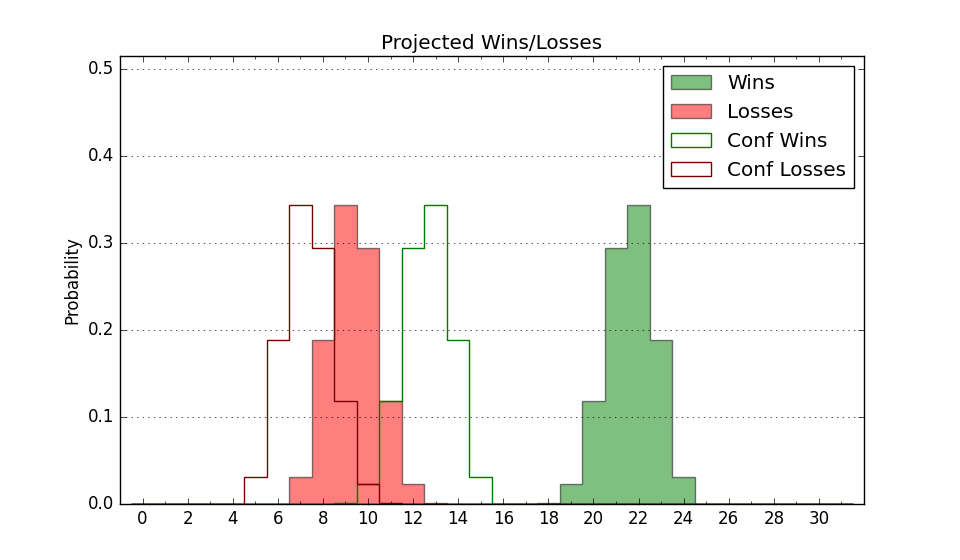 Projected Wins/Losses
Wins
Losses
Conf Wins
Conf Losses
Probability
0.5
0.4
0.3
0.2
0.1
0.0
0 2 4 6 8 10 12 14 16 18 20 22 24 26 28 30